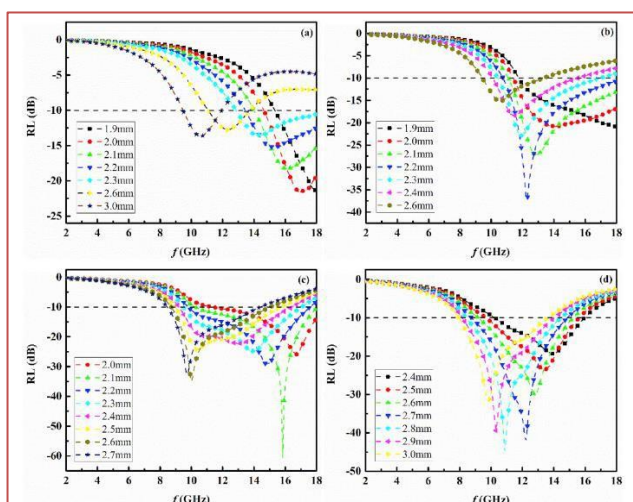 (a)
0
-5
-10
-15
-20
-25
RL (dB)
1.9mm
2.0mm
2.1mm
2.2mm
2.3mm
2.6mm
3.0mm
2 4 6 8 10 12 14 16 18
f (GHz)
(b)
0
-5
-10
-15
-20
-25
-30
-35
-40
RL (dB)
1.9mm
2.0mm
2.1mm
2.2mm
2.3mm
2.4mm
2.6mm
2 4 6 8 10 12 14 16 18
f (GHz)
(c)
0
-10
-20
-30
-40
-50
-60
RL (dB)
2.0mm
2.1mm
2.2mm
2.3mm
2.4mm
2.5mm
2.6mm
2.7mm
2 4 6 8 10 12 14 16 18
f (GHz)
(d)
0
-10
-20
-30
-40
-50
RL (dB)
2.4mm
2.5mm
2.6mm
2.7mm
2.8mm
2.9mm
3.0mm
2 4 6 8 10 12 14 16 18
f (GHz)